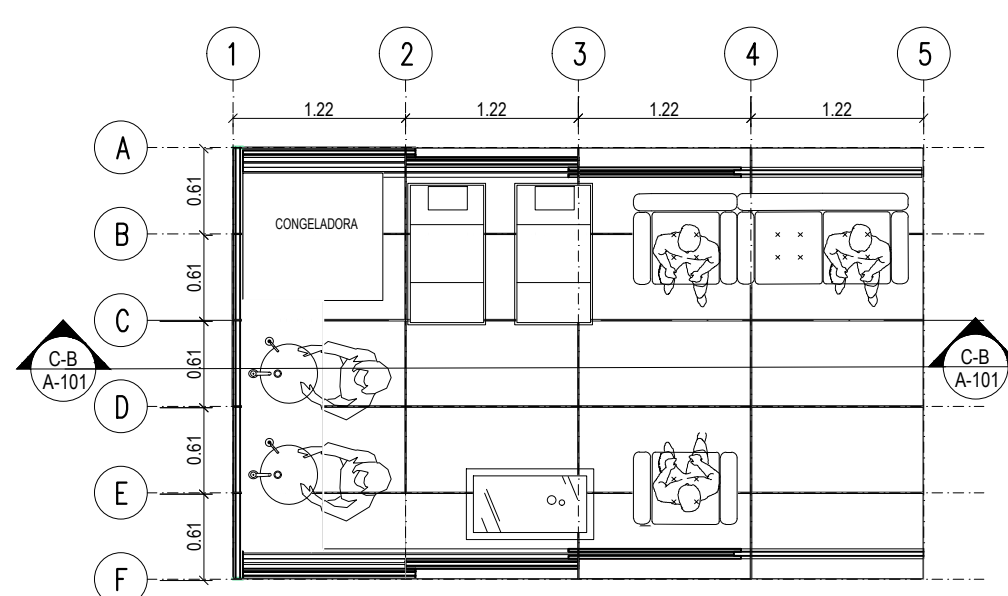 1 2 3 4 5
1.22 1.22 1.22 1.22
A
0.61
B
CONGELADORA
0.61
C
0.61
C-B
A-101
C-B
A-101
D
0.61
E
0.61
F